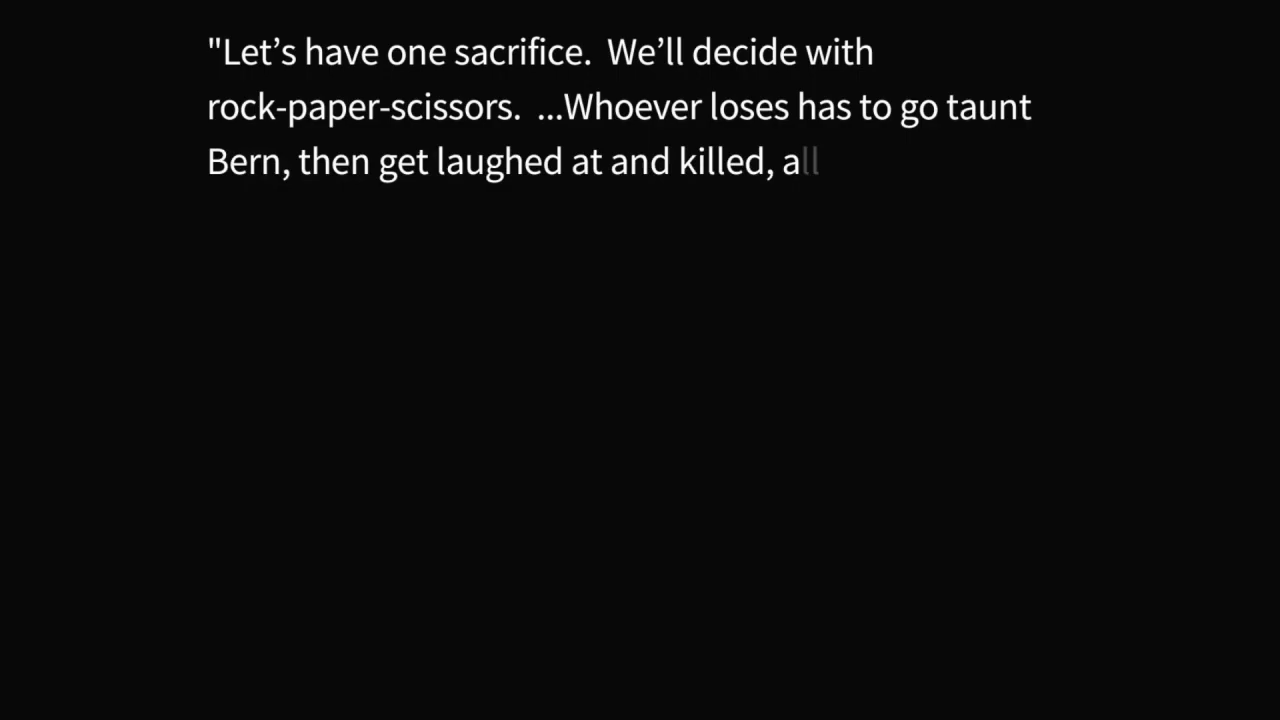 "Let’s have one sacrifice.  We’ll decide with
rock-paper-scissors.  ...Whoever loses has to go taunt
Bern, then get laughed at and killed, all